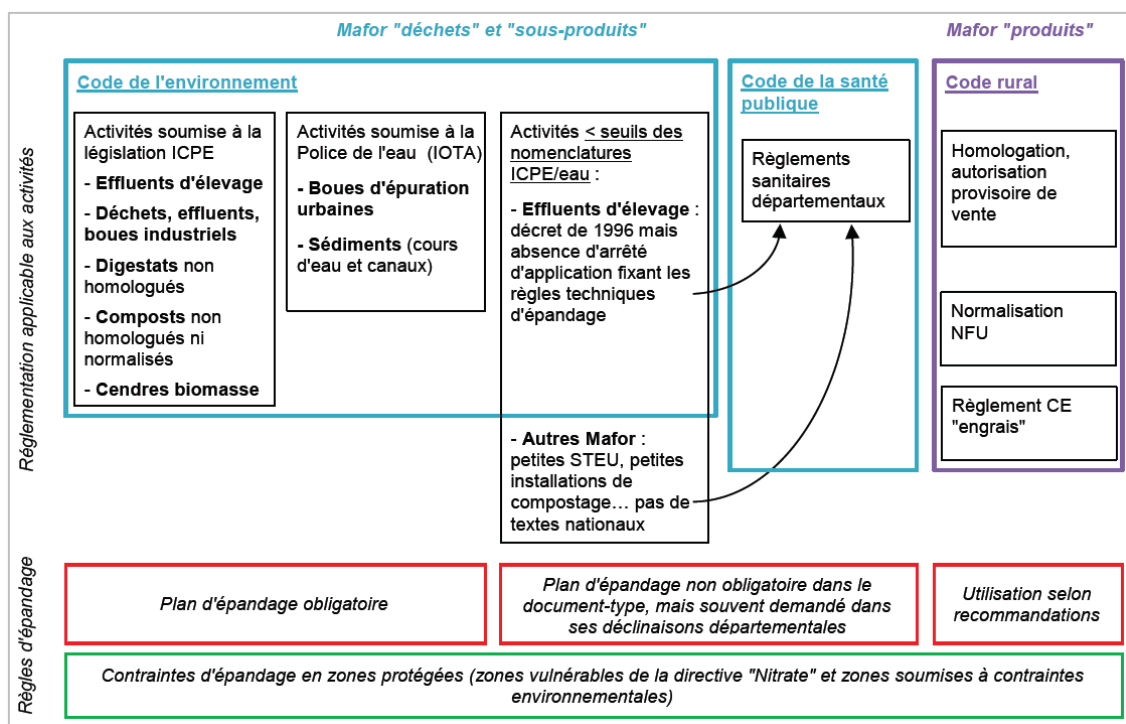 Mafor "déchets" et "sous-produits"
Mafor "produits"
Réglementation applicable aux activités
Code de l'environnement
Activités soumise à la
législation ICPE
- Effluents d'élevage
- Déchets, effluents,
boues industriels
- Digestats non
homologués
- Composts non
homologués ni
normalisés
- Cendres biomasse
Activités soumise à la
Police de l'eau (IOTA)
- Boues d'épuration
urbaines
- Sédiments (cours
d'eau et canaux)
Activités < seuils des
nomenclatures
ICPE/eau :
- Effluents d'élevage :
décret de 1996 mais
absence d'arrêté
d'application fixant les
règles techniques
d'épandage
- Autres Mafor :
petites STEU, petites
installations de
compostage… pas de
textes nationaux
Code de la santé
publique
Règlements
sanitaires
départementaux
Code rural
Homologation,
autorisation
provisoire de
vente
Normalisation
NFU
Règlement CE
"engrais"
Règles d'épandage
Plan d'épandage obligatoire
Plan d'épandage non obligatoire dans le
document-type, mais souvent demandé dans
ses déclinaisons départementales
Utilisation selon
recommandations
Contraintes d'épandage en zones protégées (zones vulnérables de la directive "Nitrate" et zones soumises à contraintes
environnementales)